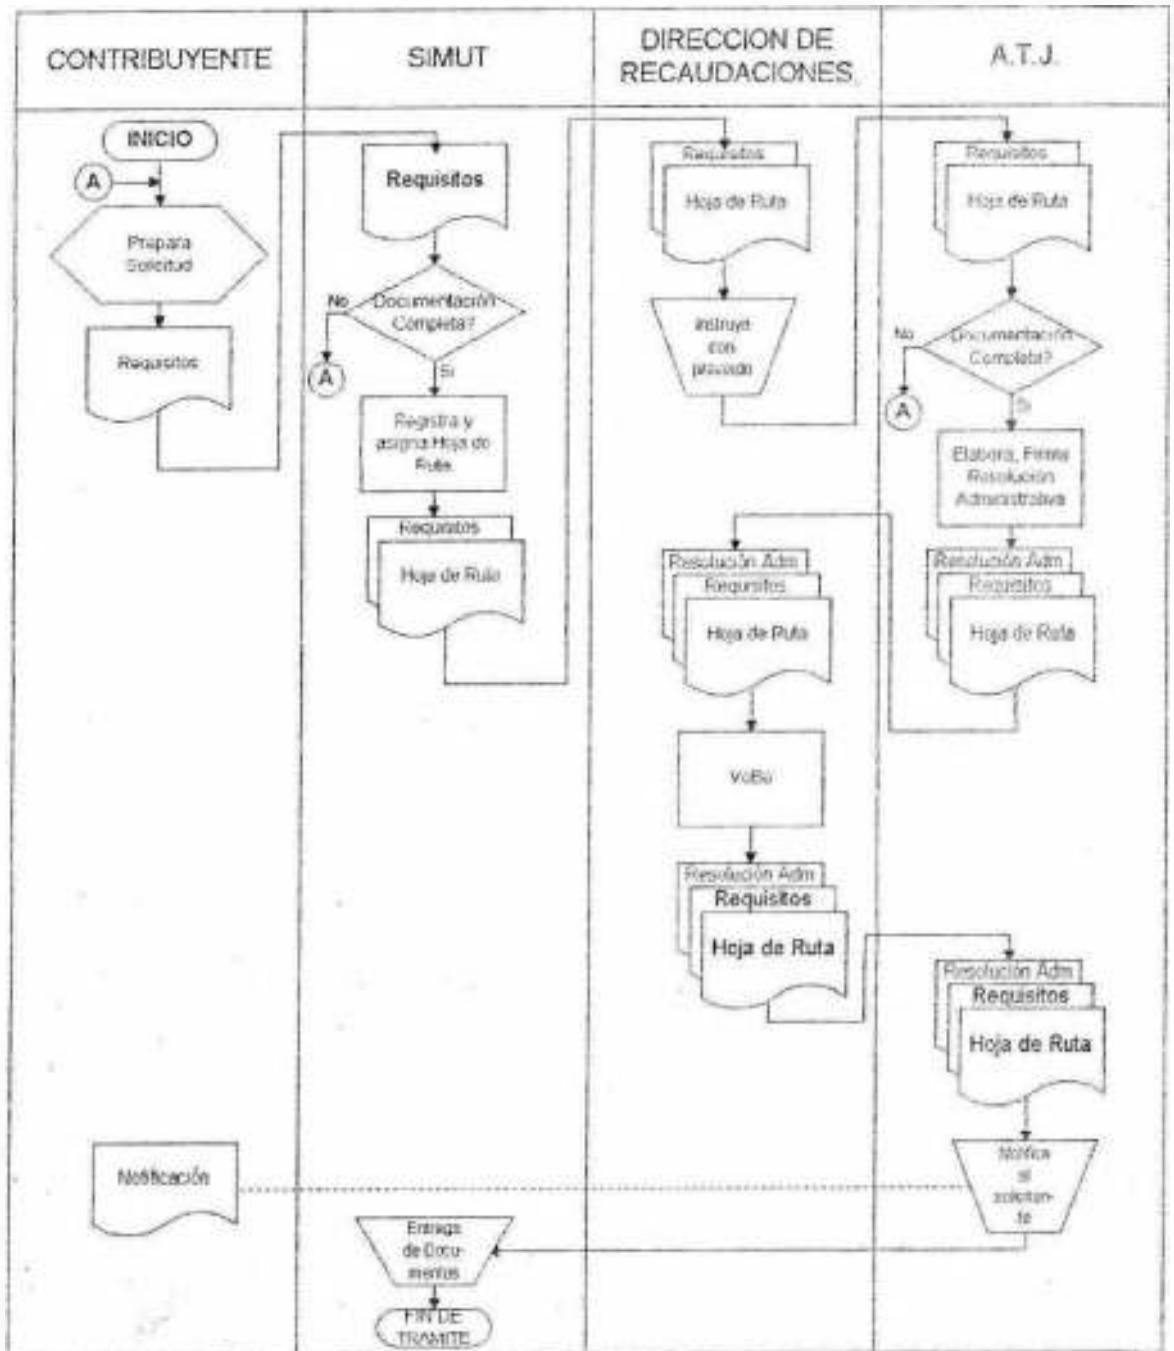 CONTRIBUYENTE
SIMUT
DIRECCION DE
RECAUDACIONES
A.T.J.
INICIO
A
Prepara
Solicitud
Requisitos
Requisitos
No
Documentación
Completa?
A
Si
Registra y
asigna Hoja de
Ruta
Requisitos
Hoja de Ruta
Requisitos
Hoja de Ruta
Instruye
con
proveido
Requisitos
Hoja de Ruta
No
Documentación
Completa?
A
Si
Elabora, Firma
Resolución
Administrativa
Resolución Adm
Requisitos
Hoja de Ruta
Resolución Adm
Requisitos
Hoja de Ruta
VoBo
Resolución Adm
Requisitos
Hoja de Ruta
Resolución Adm
Requisitos
Hoja de Ruta
Notifica
al
solicitan-
te
Notificación
Entrega
de Docu-
mentos
FIN DE
TRAMITE